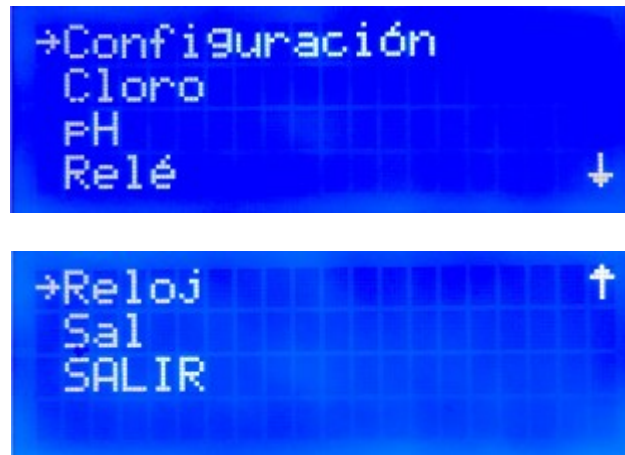 →Configuración
Cloro
pH
Relé ↓
→Reloj ↑
Sal
SALIR